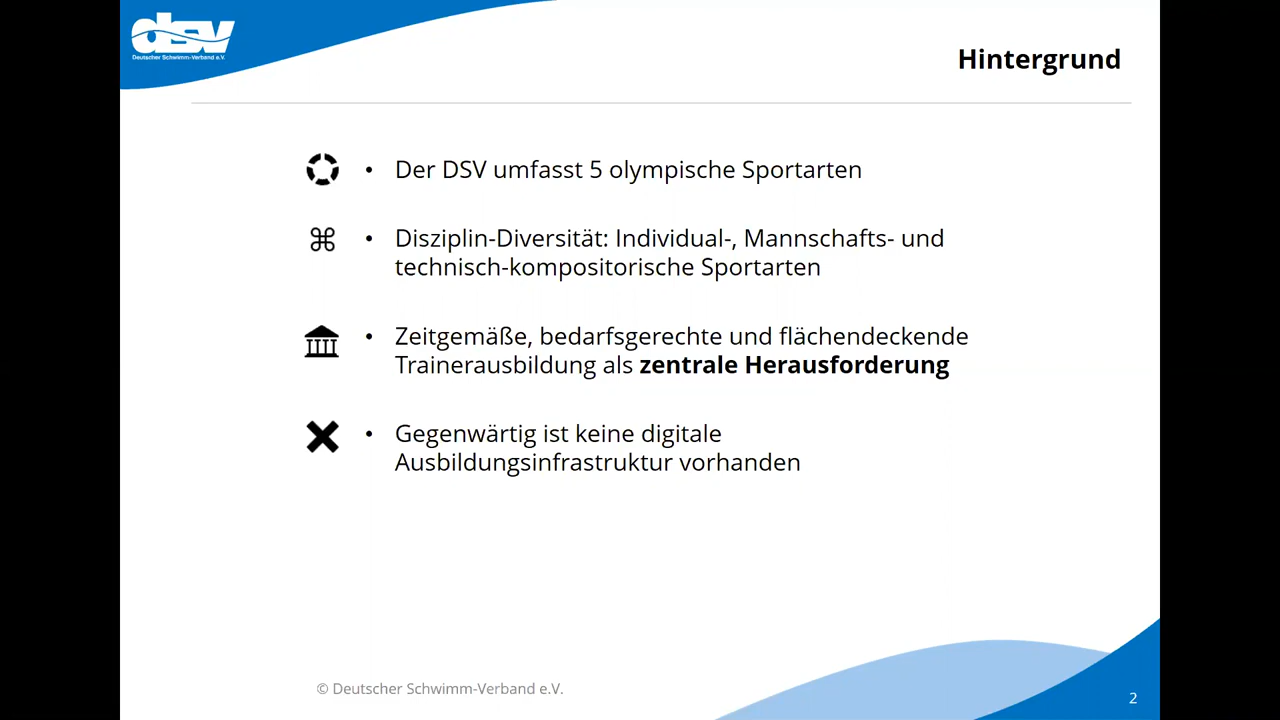 dsv
Deutscher Schwimm-Verband e.V.
Hintergrund
• Der DSV umfasst 5 olympische Sportarten
• Disziplin-Diversität: Individual-, Mannschafts- und
technisch-kompositorische Sportarten
• Zeitgemäße, bedarfsgerechte und flächendeckende
Trainerausbildung als zentrale Herausforderung
• Gegenwärtig ist keine digitale
Ausbildungsinfrastruktur vorhanden
© Deutscher Schwimm-Verband e.V.
2